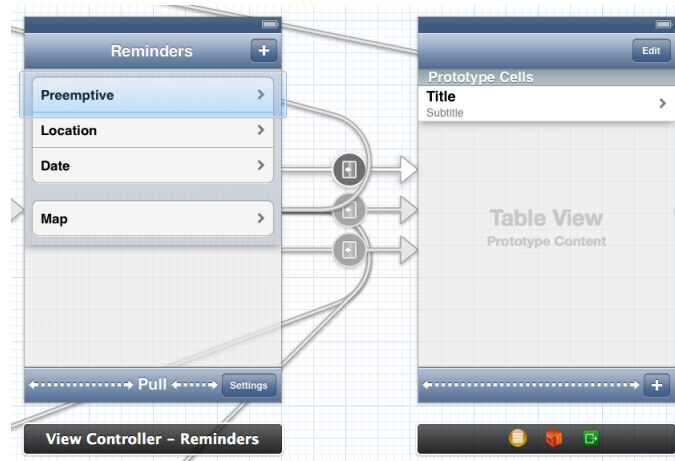 Reminders
+
Preemptive
Location
Date
Map
Pull
Settings
View Controller – Reminders
Edit
Prototype Cells
Title
Subtitle
Table View
Prototype Content
+